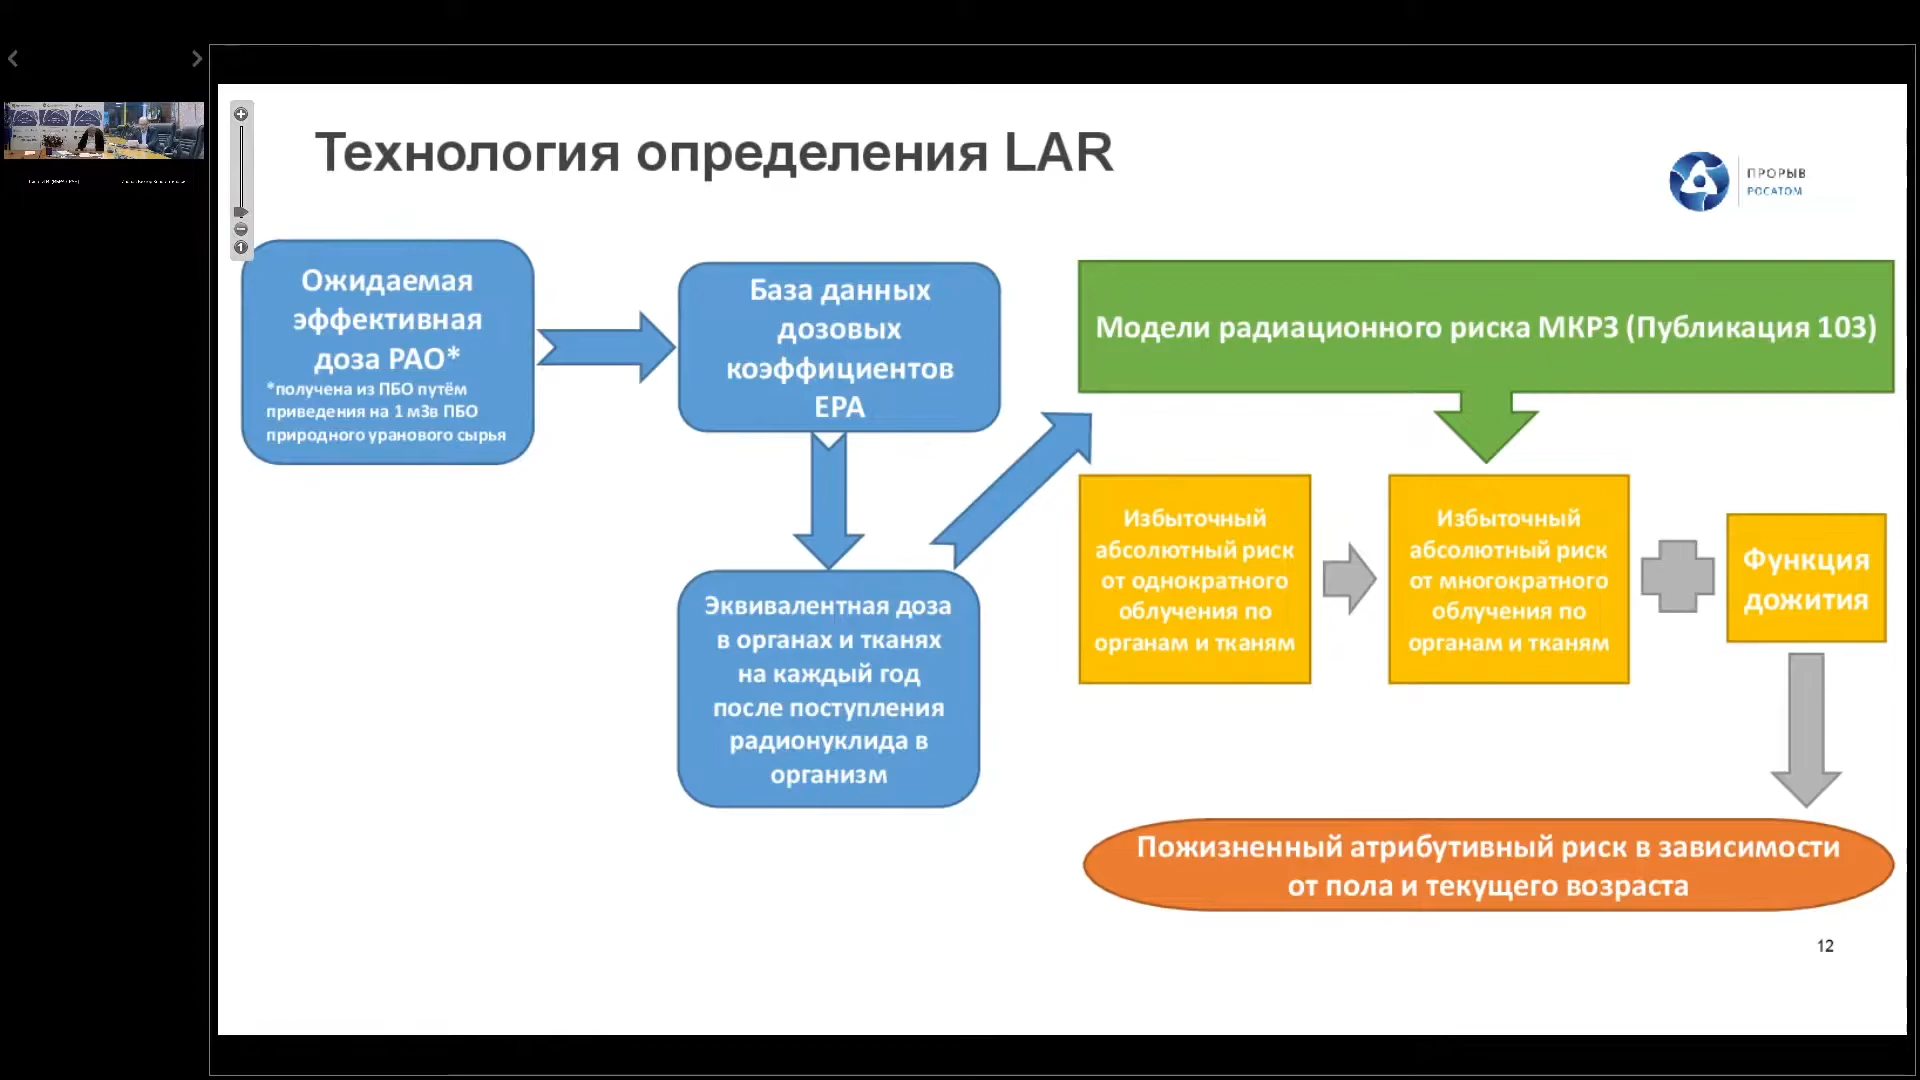 Технология определения LAR
ПРОРЫВ
РОСАТОМ
Ожидаемая
эффективная
доза РАО*
*получена из ПБО путём
приведения на 1 мЗв ПБО
природного уранового сырья
База данных
дозовых
коэффициентов
EPA
Эквивалентная доза
в органах и тканях
на каждый год
после поступления
радионуклида в
организм
Модели радиационного риска МКРЗ (Публикация 103)
Избыточный
абсолютный риск
от однократного
облучения по
органам и тканям
Избыточный
абсолютный риск
от многократного
облучения по
органам и тканям
Функция
дожития
Пожизненный атрибутивный риск в зависимости
от пола и текущего возраста
12
1